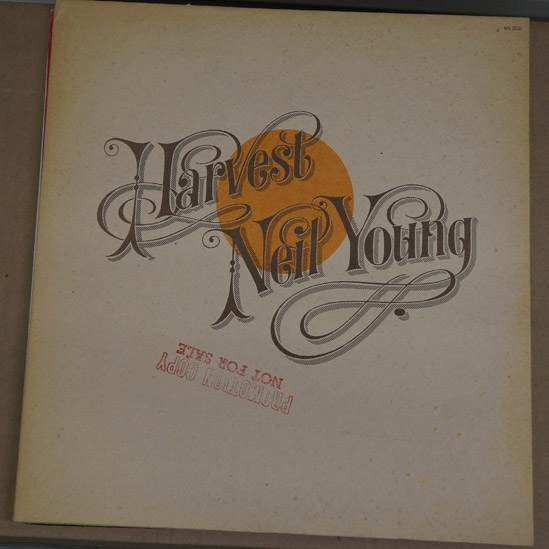 Harvest
Neil Young
PROMOTION COPY
NOT FOR SALE